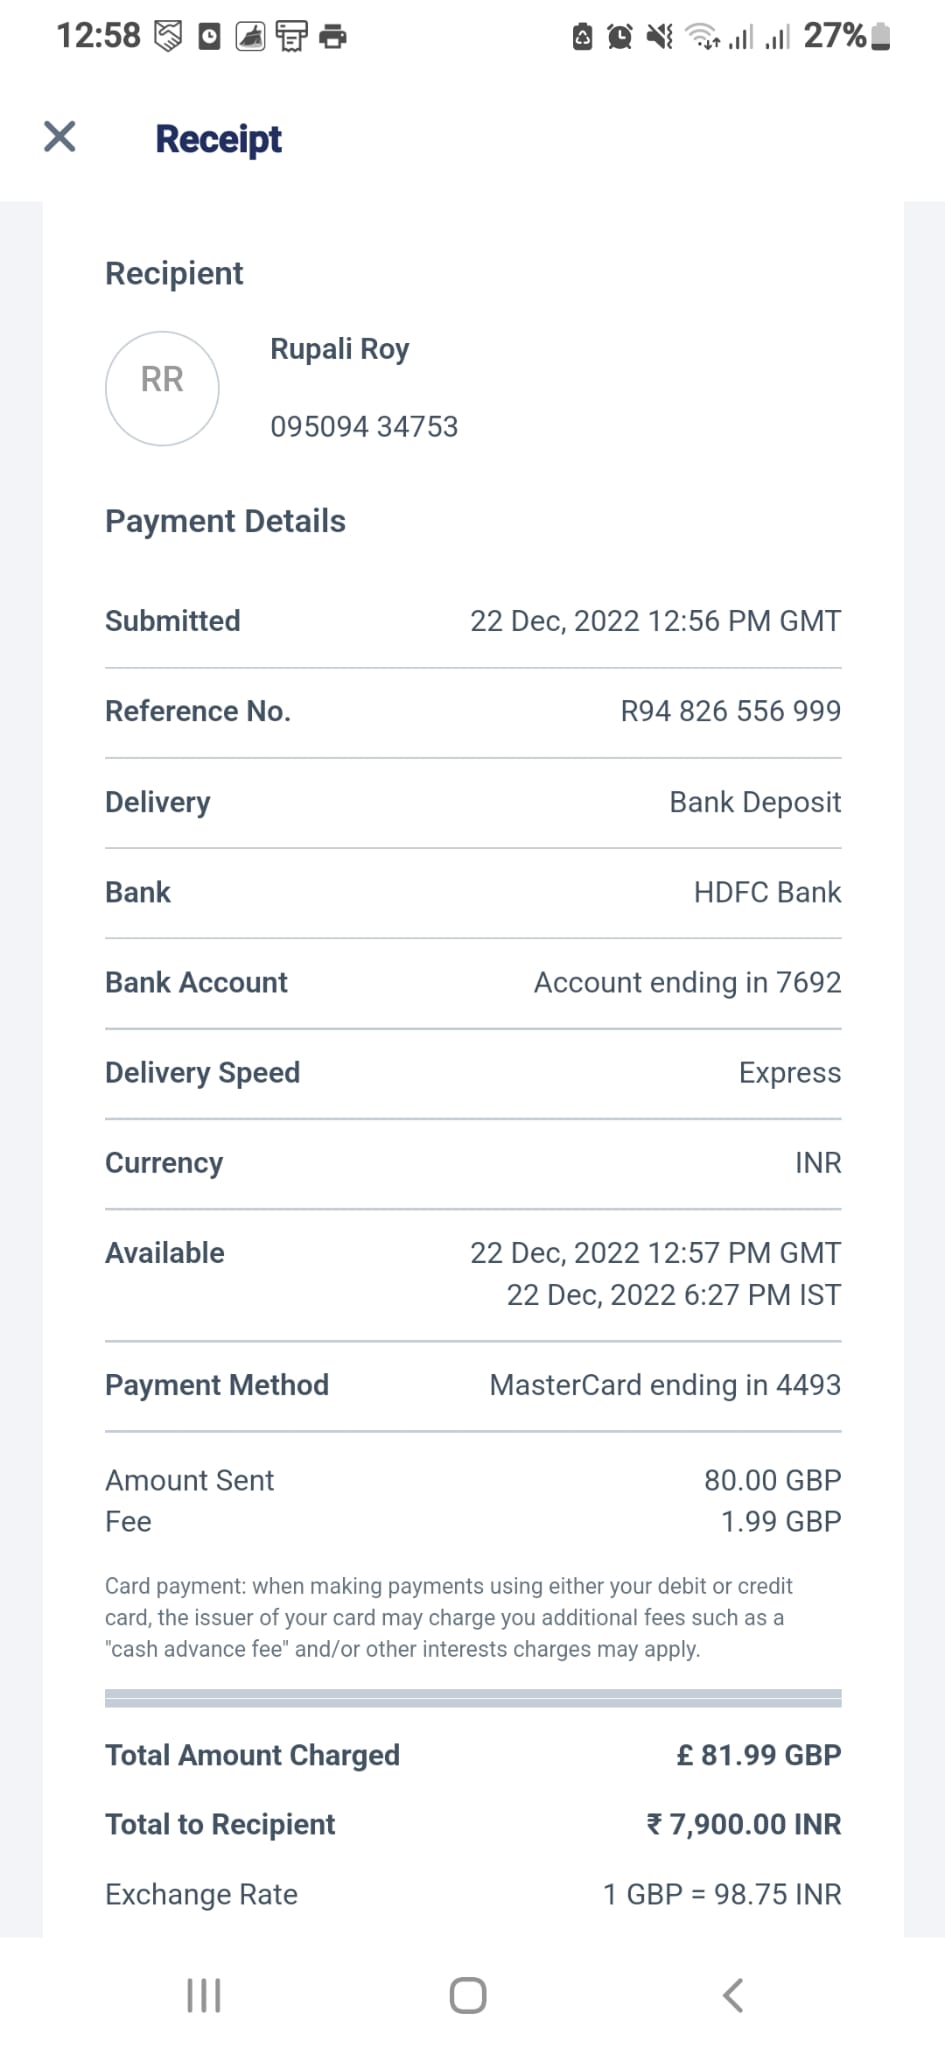 12:58
27%
Receipt
Recipient
RR
Rupali Roy
095094 34753
Payment Details
Submitted 22 Dec, 2022 12:56 PM GMT
Reference No. R94 826 556 999
Delivery Bank Deposit
Bank HDFC Bank
Bank Account Account ending in 7692
Delivery Speed Express
Currency INR
Available 22 Dec, 2022 12:57 PM GMT
22 Dec, 2022 6:27 PM IST
Payment Method MasterCard ending in 4493
Amount Sent 80.00 GBP
Fee 1.99 GBP
Card payment: when making payments using either your debit or credit
card, the issuer of your card may charge you additional fees such as a
"cash advance fee" and/or other interests charges may apply.
Total Amount Charged £ 81.99 GBP
Total to Recipient ₹ 7,900.00 INR
Exchange Rate 1 GBP = 98.75 INR